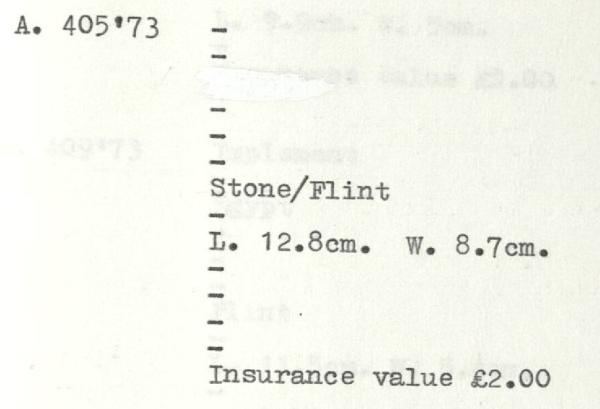 A. 405'73 -
-
-
-
-
Stone/Flint
-
L. 12.8cm. W. 8.7cm.
-
-
-
-
Insurance value £2.00